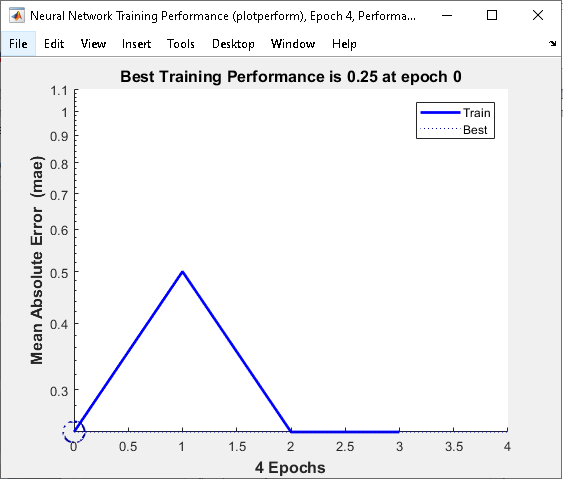 Neural Network Training Performance (plotperform), Epoch 4, Performa...
File Edit View Insert Tools Desktop Window Help
Best Training Performance is 0.25 at epoch 0
Train
Best
Mean Absolute Error (mae)
1.1
1
0.9
0.8
0.7
0.6
0.5
0.4
0.3
0 0.5 1 1.5 2 2.5 3 3.5 4
4 Epochs